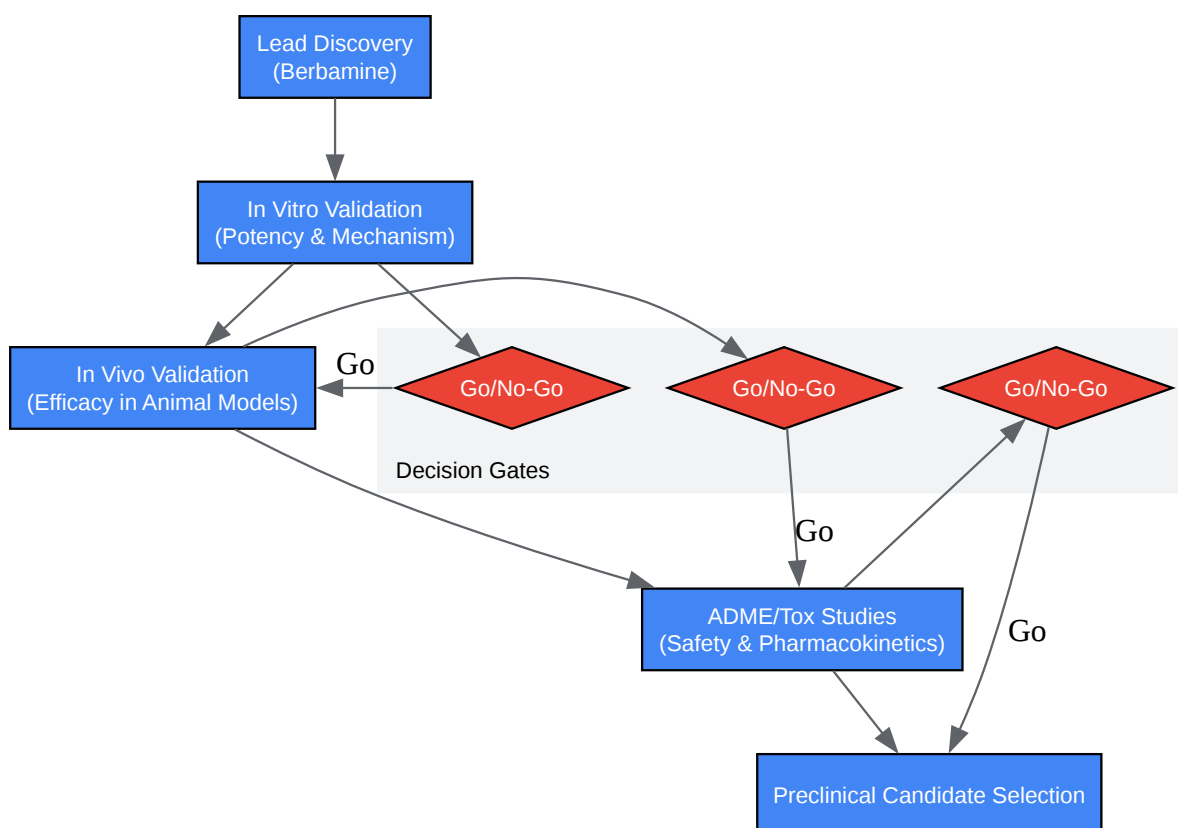 Lead Discovery
(Berbamine)
In Vitro Validation
(Potency & Mechanism)
In Vivo Validation
(Efficacy in Animal Models)
Go
Go/No-Go
Go/No-Go
Go/No-Go
Decision Gates
Go
ADME/Tox Studies
(Safety & Pharmacokinetics)
Go
Preclinical Candidate Selection